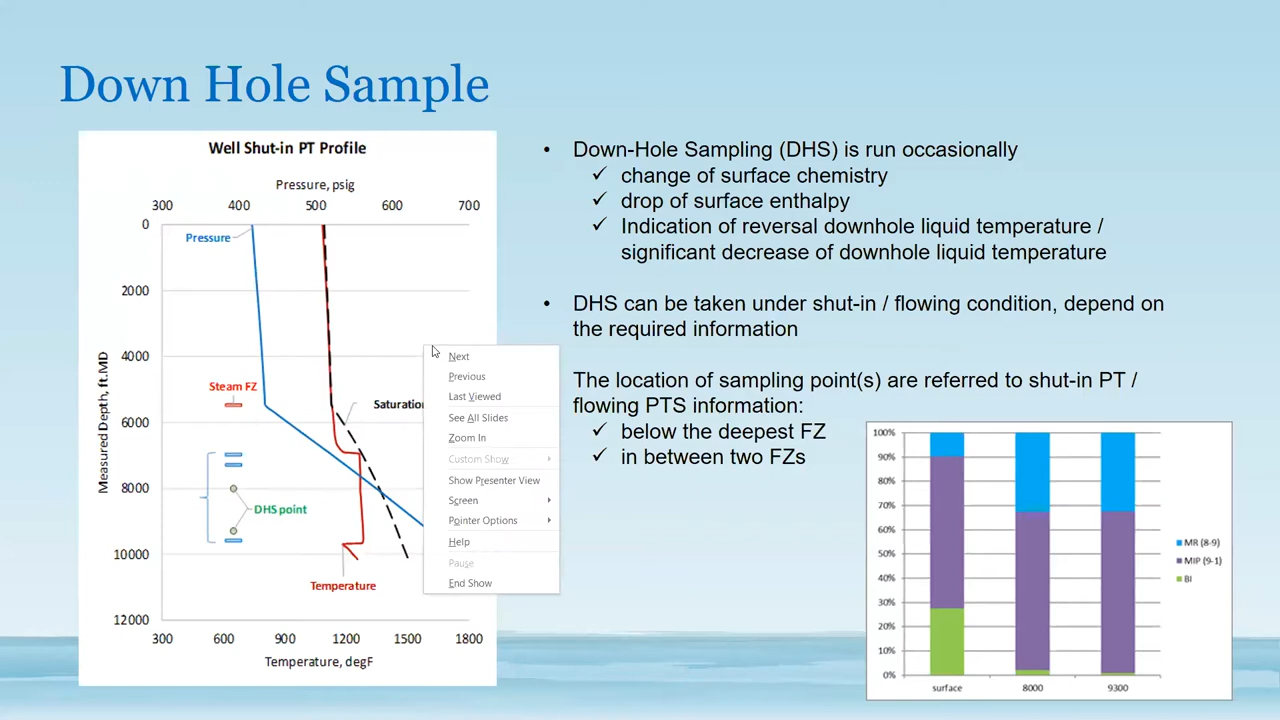 Down Hole Sample
Well Shut-in PT Profile
Pressure, psig
300 400 500 600 700
0
2000
4000
6000
8000
10000
12000
Measured Depth, ft.MD
Pressure
Steam FZ
Saturation
DHS point
Temperature
300 600 900 1200 1500 1800
Temperature, degF
• Down-Hole Sampling (DHS) is run occasionally
✓ change of surface chemistry
✓ drop of surface enthalpy
✓ Indication of reversal downhole liquid temperature /
significant decrease of downhole liquid temperature
• DHS can be taken under shut-in / flowing condition, depend on
the required information
The location of sampling point(s) are referred to shut-in PT /
flowing PTS information:
✓ below the deepest FZ
✓ in between two FZs
Next
Previous
Last Viewed
See All Slides
Zoom In
Custom Show
Show Presenter View
Screen
Pointer Options
Help
Pause
End Show
100%
90%
80%
70%
60%
50%
40%
30%
20%
10%
0%
surface 8000 9300
MR (8-9)
MIP (9-1)
BI